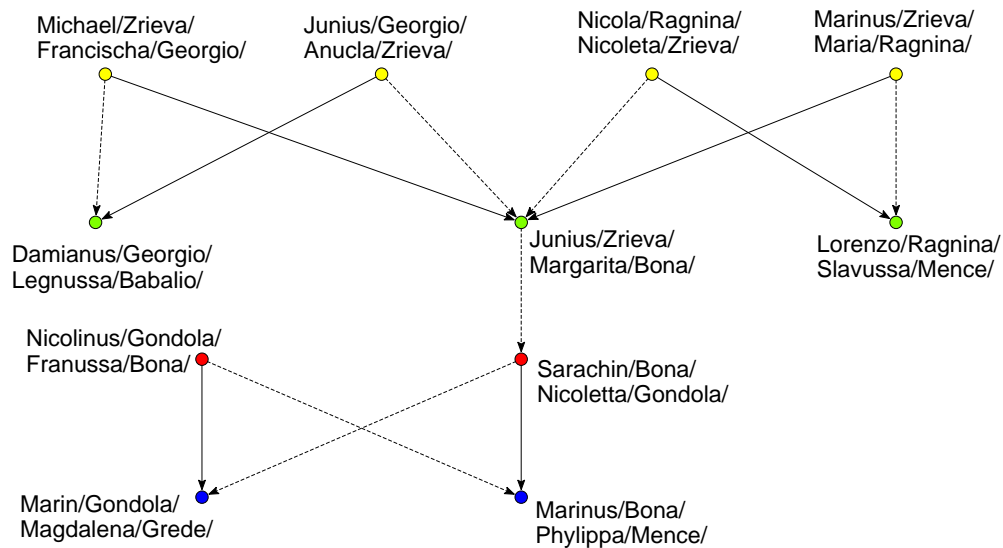 Michael/Zrieva/
Francischa/Georgio/
Junius/Georgio/
Anucla/Zrieva/
Nicola/Ragnina/
Nicoleta/Zrieva/
Marinus/Zrieva/
Maria/Ragnina/
Damianus/Georgio/
Legnussa/Babalio/
Junius/Zrieva/
Margarita/Bona/
Lorenzo/Ragnina/
Slavussa/Mence/
Nicolinus/Gondola/
Franussa/Bona/
Sarachin/Bona/
Nicoletta/Gondola/
Marin/Gondola/
Magdalena/Grede/
Marinus/Bona/
Phylippa/Mence/